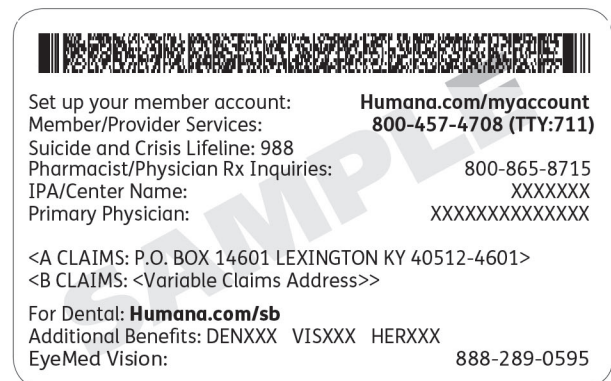 Set up your member account: Humana.com/myaccount
Member/Provider Services: 800-457-4708 (TTY:711)
Suicide and Crisis Lifeline: 988
Pharmacist/Physician Rx Inquiries: 800-865-8715
IPA/Center Name: XXXXXXX
Primary Physician: XXXXXXXXXXXXXX
<A CLAIMS: P.O. BOX 14601 LEXINGTON KY 40512-4601>
<B CLAIMS: <Variable Claims Address>>
For Dental: Humana.com/sb
Additional Benefits: DENXXX VISXXX HERXXX
EyeMed Vision: 888-289-0595
SAMPLE